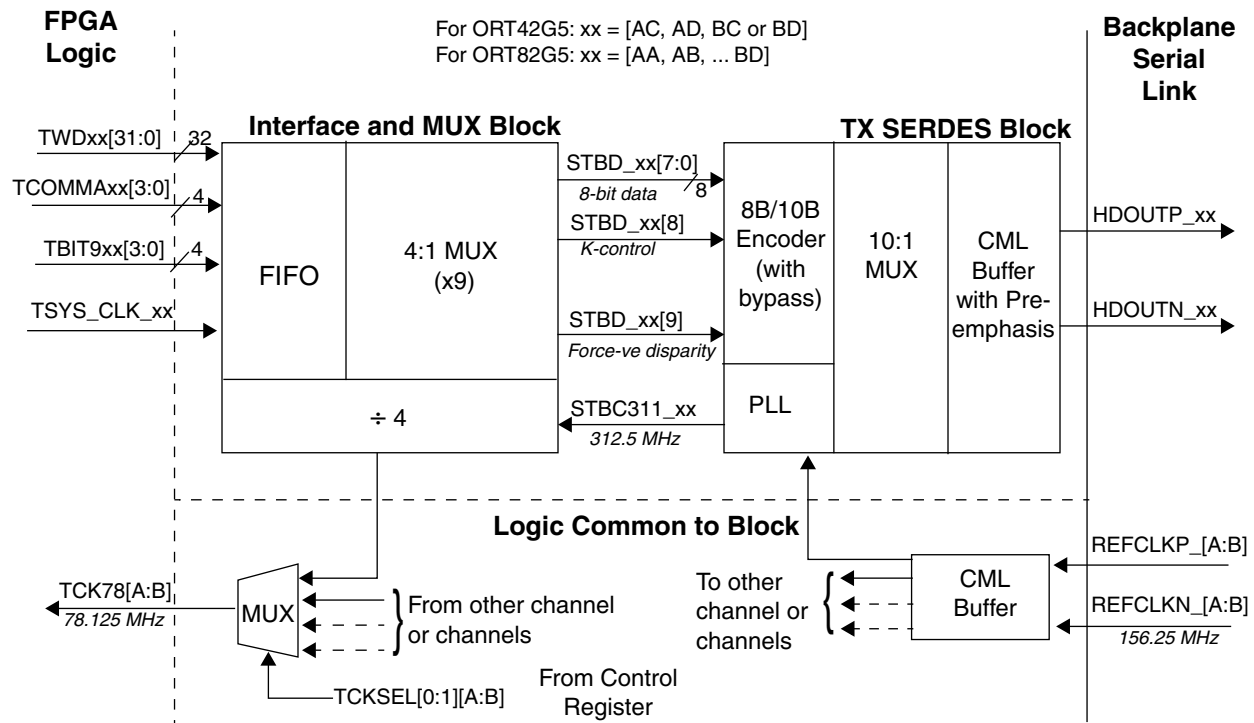 FPGA
Logic
For ORT42G5: xx = [AC, AD, BC or BD]
For ORT82G5: xx = [AA, AB, ... BD]
Backplane
Serial
Link
Interface and MUX Block
TX SERDES Block
TWDxx[31:0]
32
TCOMMAxx[3:0]
4
TBIT9xx[3:0]
4
TSYS_CLK_xx
FIFO
4:1 MUX
(x9)
÷ 4
STBD_xx[7:0]
8-bit data
8
STBD_xx[8]
K-control
STBD_xx[9]
Force-ve disparity
STBC311_xx
312.5 MHz
8B/10B
Encoder
(with
bypass)
PLL
10:1
MUX
CML
Buffer
with Pre-
emphasis
HDOUTP_xx
HDOUTN_xx
Logic Common to Block
TCK78[A:B]
78.125 MHz
MUX
From other channel
or channels
TCKSEL[0:1][A:B]
From Control
Register
To other
channel or
channels
CML
Buffer
REFCLKP_[A:B]
REFCLKN_[A:B]
156.25 MHz